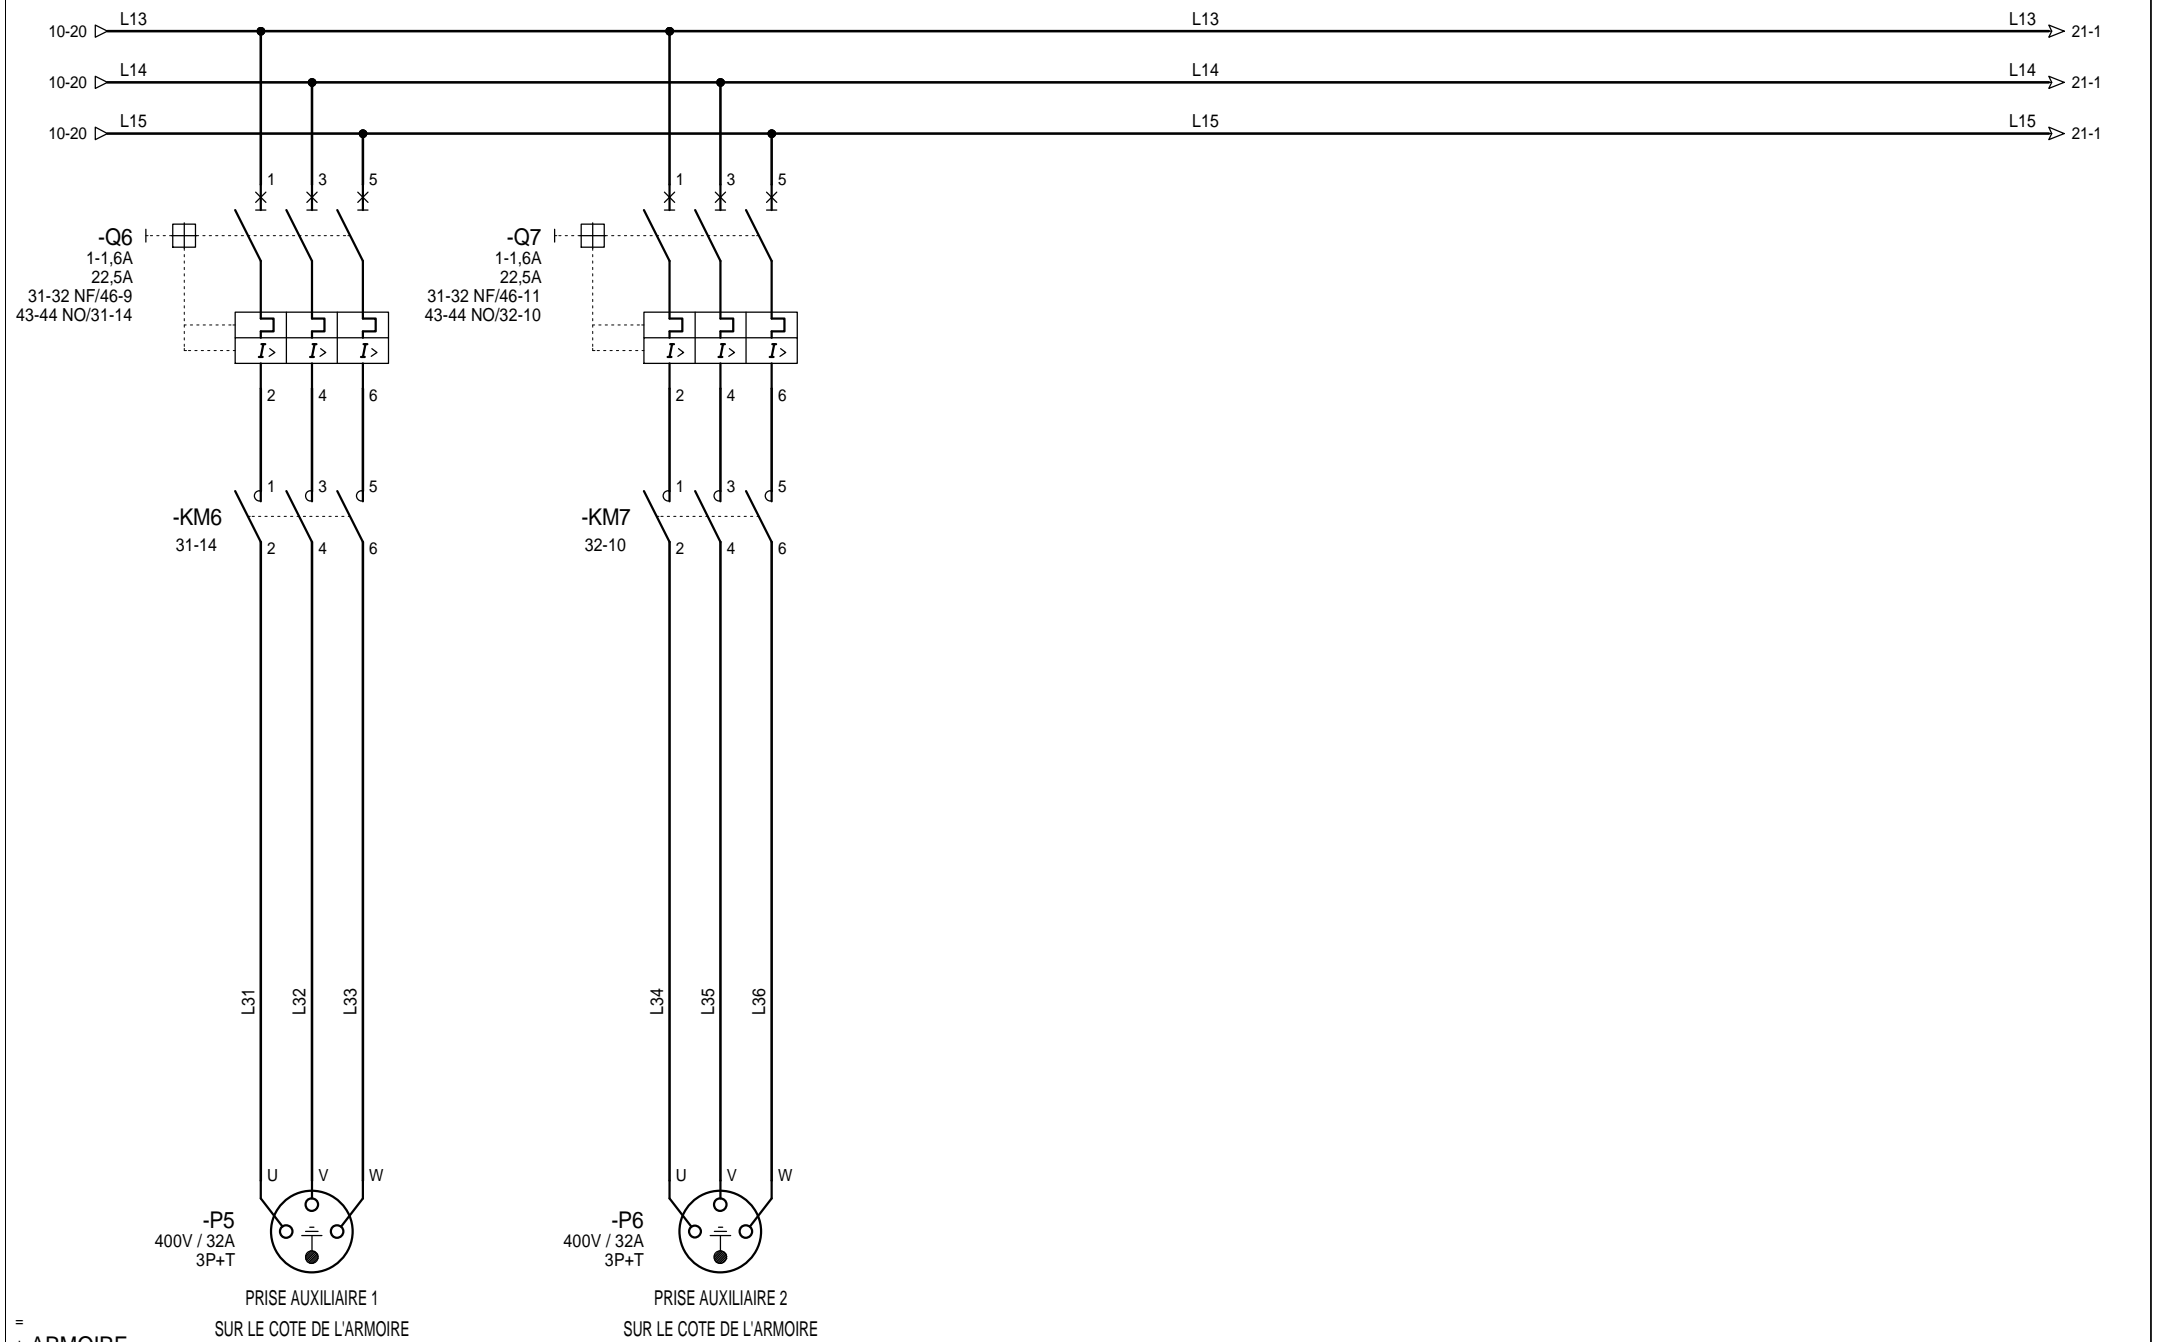 L13 L13 L13
10-20 21-1
L14 L14 L14
10-20 21-1
L15 L15 L15
10-20 21-1
1 3 5 1 3 5
-Q6 -Q7
1-1,6A 1-1,6A
22,5A 22,5A
31-32 NF/46-9 31-32 NF/46-11
43-44 NO/31-14 43-44 NO/32-10
I> I> I> I> I> I>
2 4 6 2 4 6
1 3 5 1 3 5
-KM6 -KM7
31-14 32-10
2 4 6 2 4 6
L31 L32 L33 L34 L35 L36
U V W U V W
-P5 -P6
400V / 32A 400V / 32A
3P+T 3P+T
PRISE AUXILIAIRE 1 PRISE AUXILIAIRE 2
=
SUR LE COTE DE L'ARMOIRE SUR LE COTE DE L'ARMOIRE
ARMOIRE